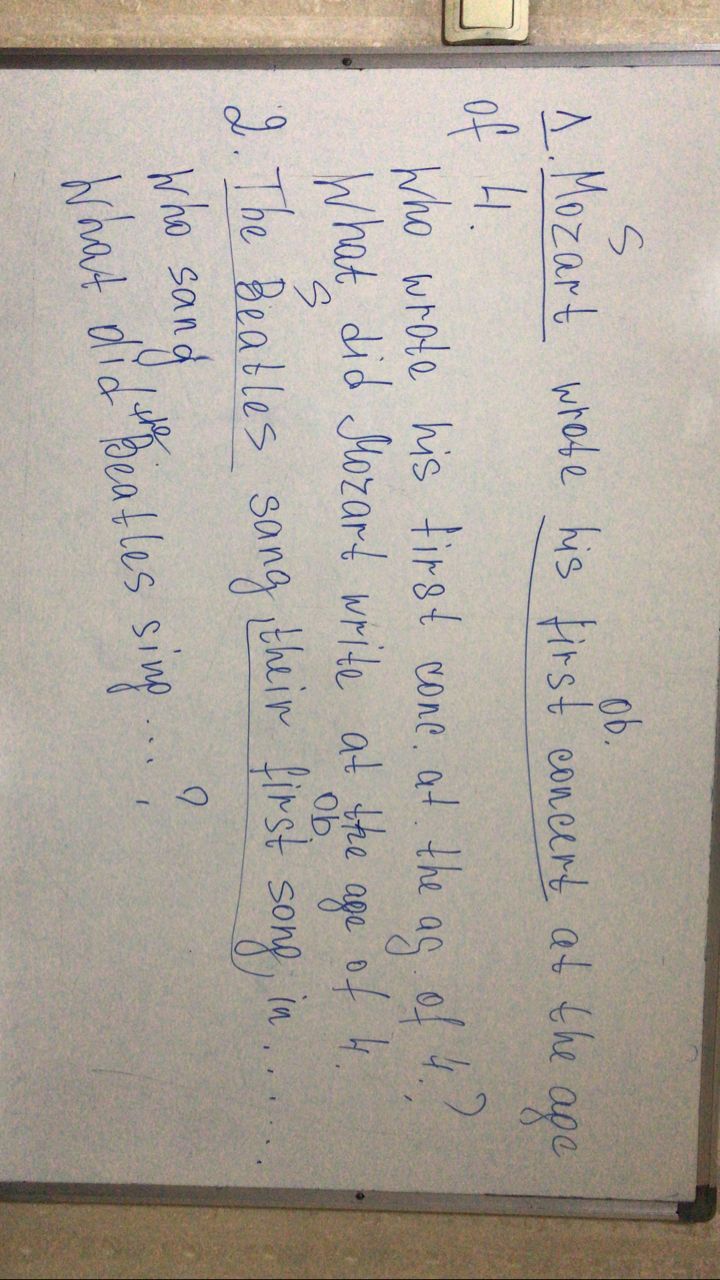 S ob.
1. Mozart wrote his first concert at the age
of 4.
Who wrote his first conc. at the ag. of 4.?
What did Mozart write at the age of 4.
S ob
2. The Beatles sang their first song in.......
Who sang ?
What did the Beatles sing...